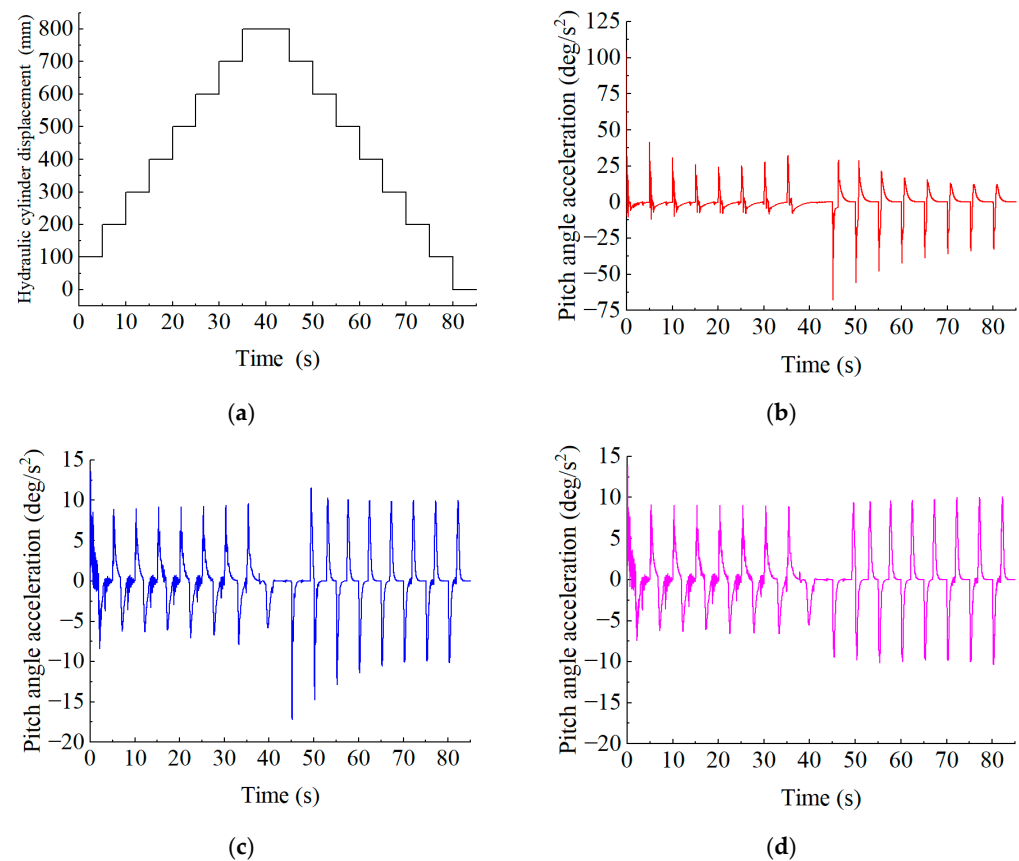 Hydraulic cylinder displacement (mm)
800
700
600
500
400
300
200
100
0
0 10 20 30 40 50 60 70 80
Time (s)
(a)
Pitch angle acceleration (deg/s²)
125
100
75
50
25
0
−25
−50
−75
0 10 20 30 40 50 60 70 80
Time (s)
(b)
Pitch angle acceleration (deg/s²)
15
10
5
0
−5
−10
−15
−20
0 10 20 30 40 50 60 70 80
Time (s)
(c)
Pitch angle acceleration (deg/s²)
15
10
5
0
−5
−10
−15
−20
0 10 20 30 40 50 60 70 80
Time (s)
(d)